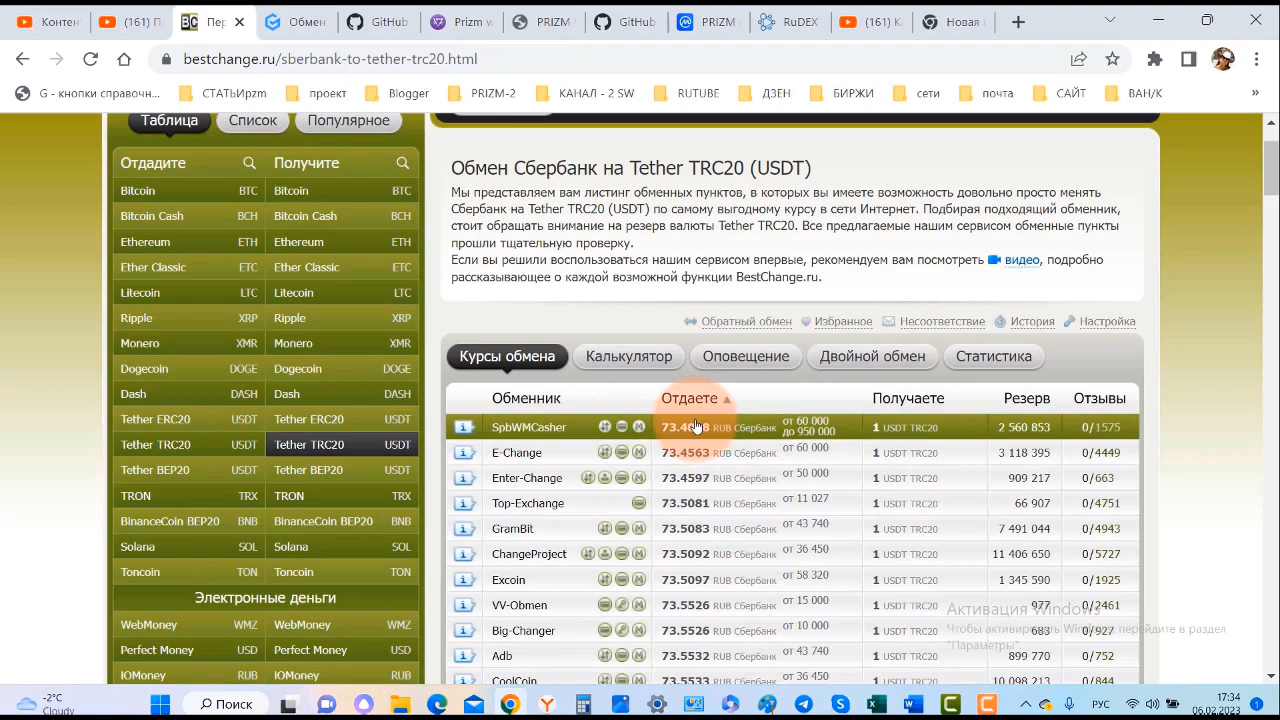 Контен
(161) П
Пер
Обмен
GitHub
Prizm w
PRIZM
GitHub
PRIZM
RuDEX
(161) К
Новая
bestchange.ru/sberbank-to-tether-trc20.html
G - кнопки справочн...
СТАТЬИpzm
проект
Blogger
PRIZM-2
КАНАЛ - 2 SW
RUTUBE
ДЗЕН
БИРЖИ
сети
почта
САЙТ
BAH/K
Таблица
Список
Популярное
Отдадите Получите
Bitcoin BTC Bitcoin BTC
Bitcoin Cash BCH Bitcoin Cash BCH
Ethereum ETH Ethereum ETH
Ether Classic ETC Ether Classic ETC
Litecoin LTC Litecoin LTC
Ripple XRP Ripple XRP
Monero XMR Monero XMR
Dogecoin DOGE Dogecoin DOGE
Dash DASH Dash DASH
Tether ERC20 USDT Tether ERC20 USDT
Tether TRC20 USDT Tether TRC20 USDT
Tether BEP20 USDT Tether BEP20 USDT
TRON TRX TRON TRX
BinanceCoin BEP20 BNB BinanceCoin BEP20 BNB
Solana SOL Solana SOL
Toncoin TON Toncoin TON
Электронные деньги
WebMoney WMZ WebMoney WMZ
Perfect Money USD Perfect Money USD
IOMoney RUB IOMoney RUB
Обмен Сбербанк на Tether TRC20 (USDT)
Мы представляем вам листинг обменных пунктов, в которых вы имеете возможность довольно просто менять
Сбербанк на Tether TRC20 (USDT) по самому выгодному курсу в сети Интернет. Подбирая подходящий обменник,
стоит обращать внимание на резерв валюты Tether TRC20. Все предлагаемые нашим сервисом обменные пункты
прошли тщательную проверку.
Если вы решили воспользоваться нашим сервисом впервые, рекомендуем вам посмотреть видео, подробно
рассказывающее о каждой возможной функции BestChange.ru.
Обратный обмен Избранное Несоответствие История Настройка
Курсы обмена Калькулятор Оповещение Двойной обмен Статистика
Обменник Отдаете Получаете Резерв Отзывы
SpbWMCasher RUB Сбербанк от 60 000 до 950 000 1 USDT TRC20 2 560 853 0/1575
E-Change 73.4563 RUB Сбербанк от 60 000 1 USDT TRC20 3 118 395 0/4449
Enter-Change 73.4597 RUB Сбербанк от 50 000 1 USDT TRC20 909 217 0/663
Top-Exchange 73.5081 RUB Сбербанк от 11 027 1 USDT TRC20 66 907 0/4751
GramBit 73.5083 RUB Сбербанк от 43 740 1 USDT TRC20 7 491 044 0/4943
ChangeProject 73.5092 RUB Сбербанк от 36 450 1 USDT TRC20 11 406 650 0/5727
Excoin 73.5097 RUB Сбербанк от 58 320 1 USDT TRC20 1 345 590 0/1925
VV-Obmen 73.5526 RUB Сбербанк от 15 000 1 USDT TRC20 977 0/2461
Big-Changer 73.5526 RUB Сбербанк от 10 000 1 USDT TRC20 683 0/927
Adb 73.5532 RUB Сбербанк от 43 740 1 USDT TRC20 899 770 0/752
CoolCoin 73.5533 RUB Сбербанк от 36 450 1 USDT TRC20 10 098 213 0/844
Активация Windows
Чтобы активировать Windows, перейдите в раздел
"Параметры".
-2°C
Cloudy
Поиск
РУС
17:34
06.02.2023